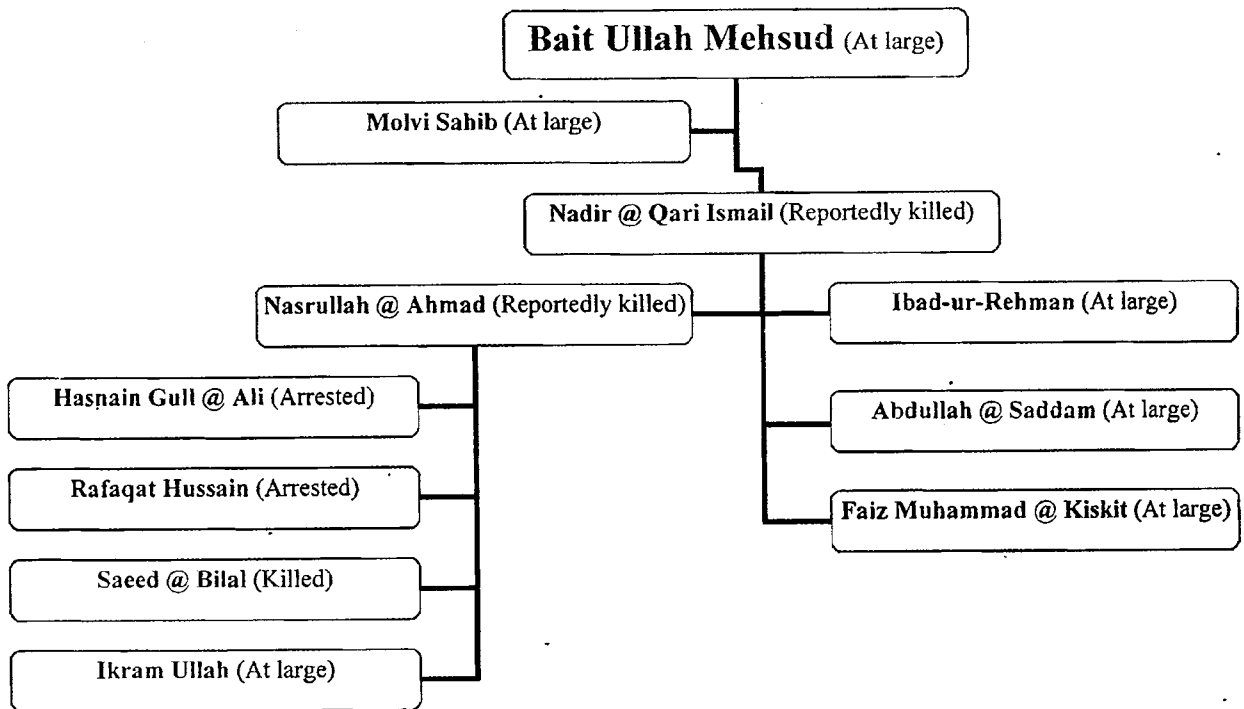 Bait Ullah Mehsud (At large)
Molvi Sahib (At large)
Nadir @ Qari Ismail (Reportedly killed)
Nasrullah @ Ahmad (Reportedly killed)
Ibad-ur-Rehman (At large)
Hasnain Gull @ Ali (Arrested)
Abdullah @ Saddam (At large)
Rafaqat Hussain (Arrested)
Faiz Muhammad @ Kiskit (At large)
Saeed @ Bilal (Killed)
Ikram Ullah (At large)